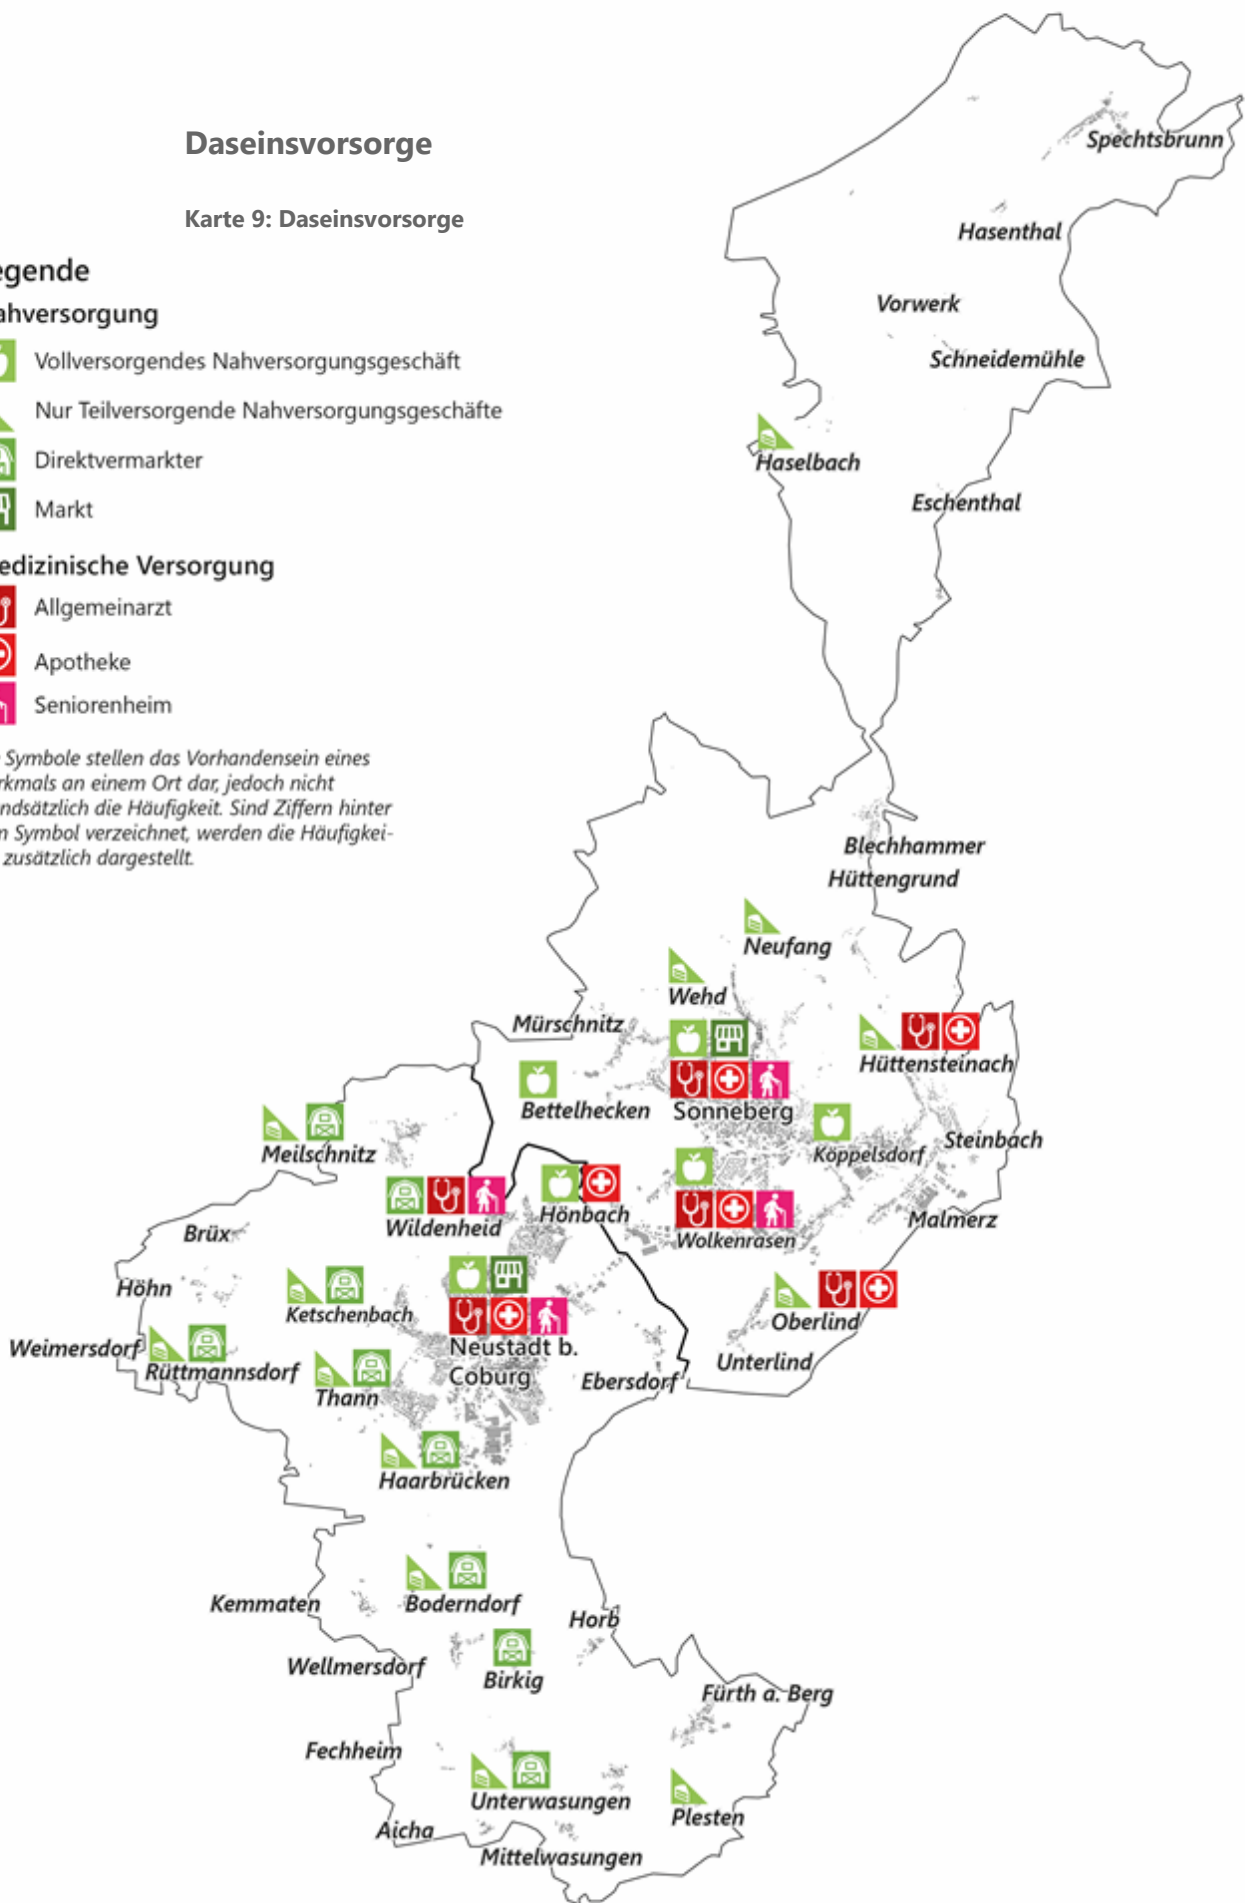 Daseinsvorsorge
Karte 9: Daseinsvorsorge
egende
ahversorgung
Vollversorgendes Nahversorgungsgeschäft
Nur Teilversorgende Nahversorgungsgeschäfte
Direktvermarkter
Markt
edizinische Versorgung
Allgemeinarzt
Apotheke
Seniorenheim
Symbole stellen das Vorhandensein eines
rkmals an einem Ort dar, jedoch nicht
ndsätzlich die Häufigkeit. Sind Ziffern hinter
m Symbol verzeichnet, werden die Häufigkei-
zusätzlich dargestellt.
Spechtsbrunn
Hasenthal
Vorwerk
Schneidemühle
Haselbach
Eschenthal
Blechhammer
Hüttengrund
Neufang
Wehd
Mürschnitz
Hüttensteinach
Bettelhecken
Sonneberg
Köppelsdorf
Steinbach
Meilschnitz
Wildenheid
Hönbach
Wolkenrasen
Malmerz
Brüx
Höhn
Ketschenbach
Oberlind
Weimersdorf
Rüttmannsdorf
Neustadt b.
Coburg
Unterlind
Thann
Ebersdorf
Haarbrücken
Kemmaten
Boderndorf
Horb
Wellmersdorf
Birkig
Fürth a. Berg
Fechheim
Unterwasungen
Plesten
Aicha
Mittelwasungen